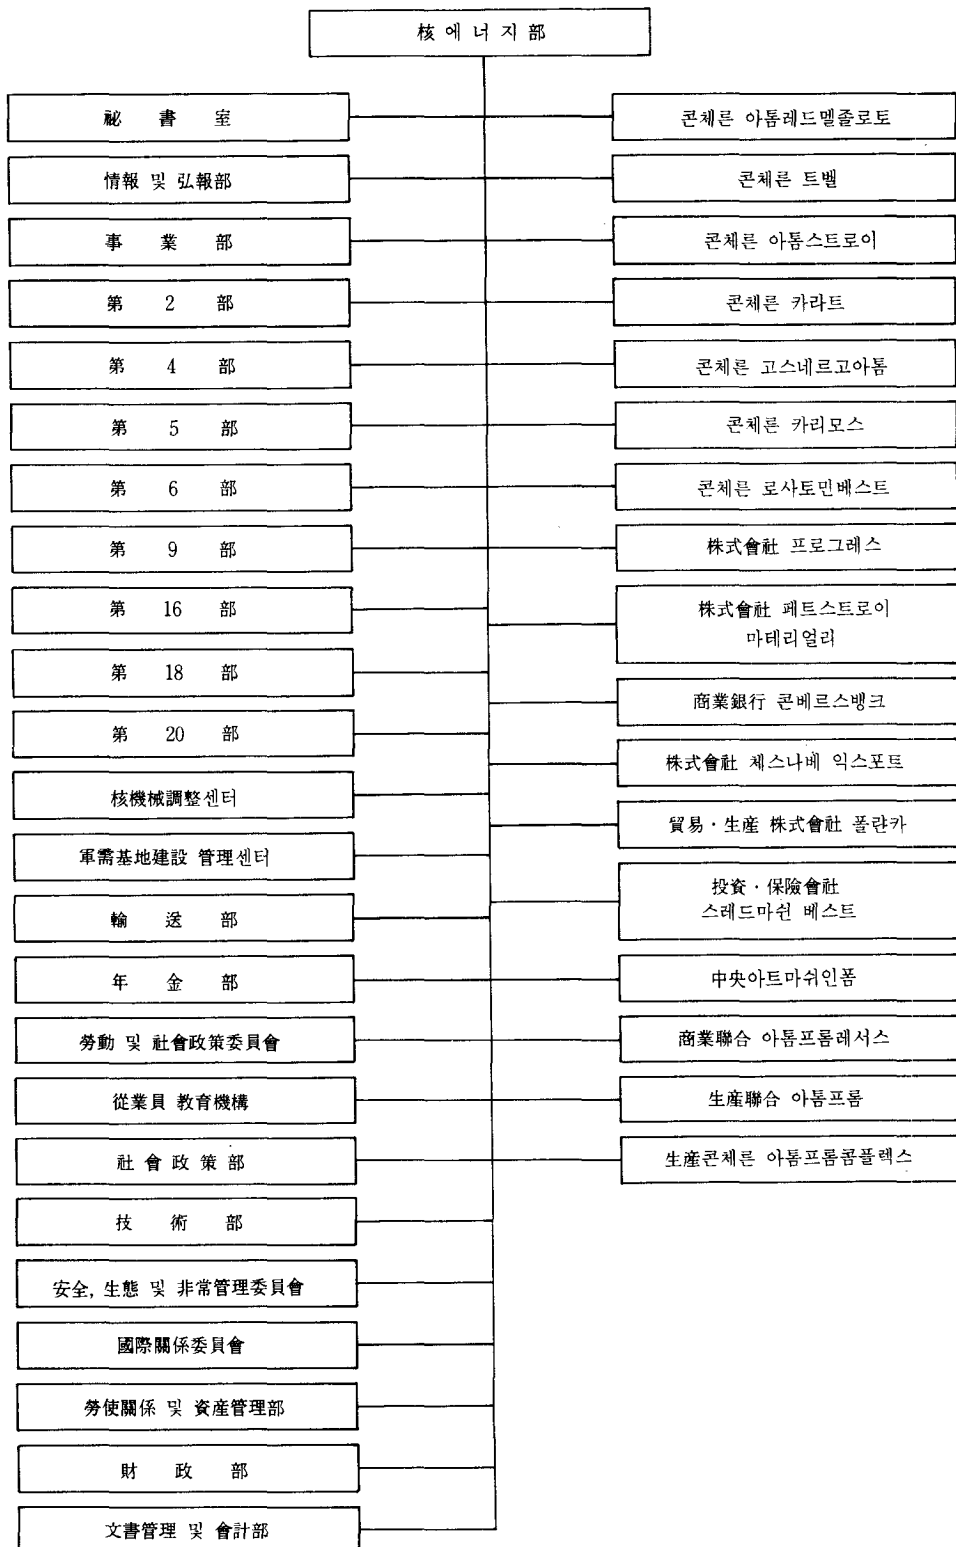 核에너지部
祕書室
情報 및 弘報部
事業部
第 2 部
第 4 部
第 5 部
第 6 部
第 9 部
第 16 部
第 18 部
第 20 部
核機械調整센터
軍需基地建設 管理센터
輸送部
年金部
勞動 및 社會政策委員會
從業員 敎育機構
社會政策部
技術部
安全, 生態 및 非常管理委員會
國際關係委員會
勞使關係 및 資産管理部
財政部
文書管理 및 會計部
콘체른 아톰레드멜졸로토
콘체른 트벨
콘체른 아톰스트로이
콘체른 카라트
콘체른 고스네르고아톰
콘체른 카리모스
콘체른 로사토민베스트
株式會社 프로그레스
株式會社 페트스트로이
마테리얼리
商業銀行 콘베르스뱅크
株式會社 체스나베 익스포트
貿易·生産 株式會社 폴랸카
投資·保險會社
스레드마쉰 베스트
中央아트마쉬인폼
商業聯合 아톰프롬레서스
生産聯合 아톰프롬
生産콘체른 아톰프롬콤플렉스